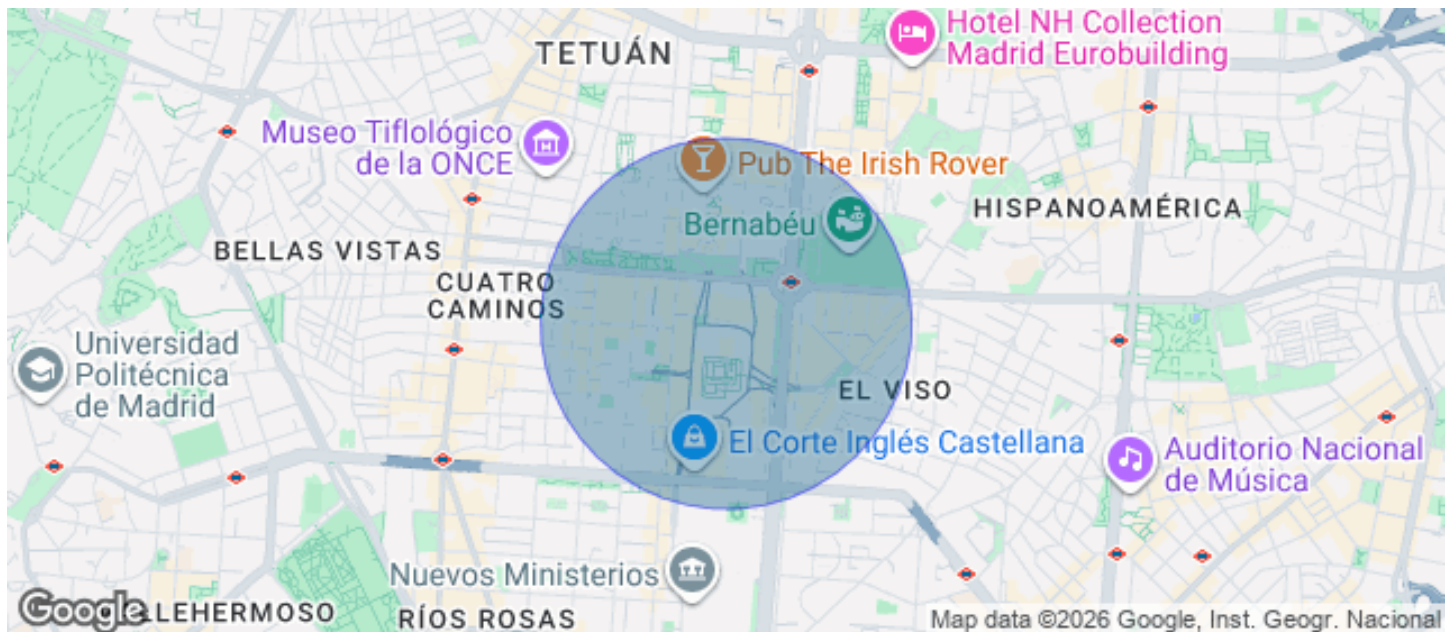 Hotel NH Collection
Madrid Eurobuilding
TETUÁN
Museo Tiflológico
de la ONCE
Pub The Irish Rover
HISPANOAMÉRICA
Bernabéu
BELLAS VISTAS
CUATRO
CAMINOS
Universidad
Politécnica
de Madrid
EL VISO
El Corte Inglés Castellana
Auditorio Nacional
de Música
Nuevos Ministerios
Google
RÍOS ROSAS
Map data ©2026 Google, Inst. Geogr. Nacional